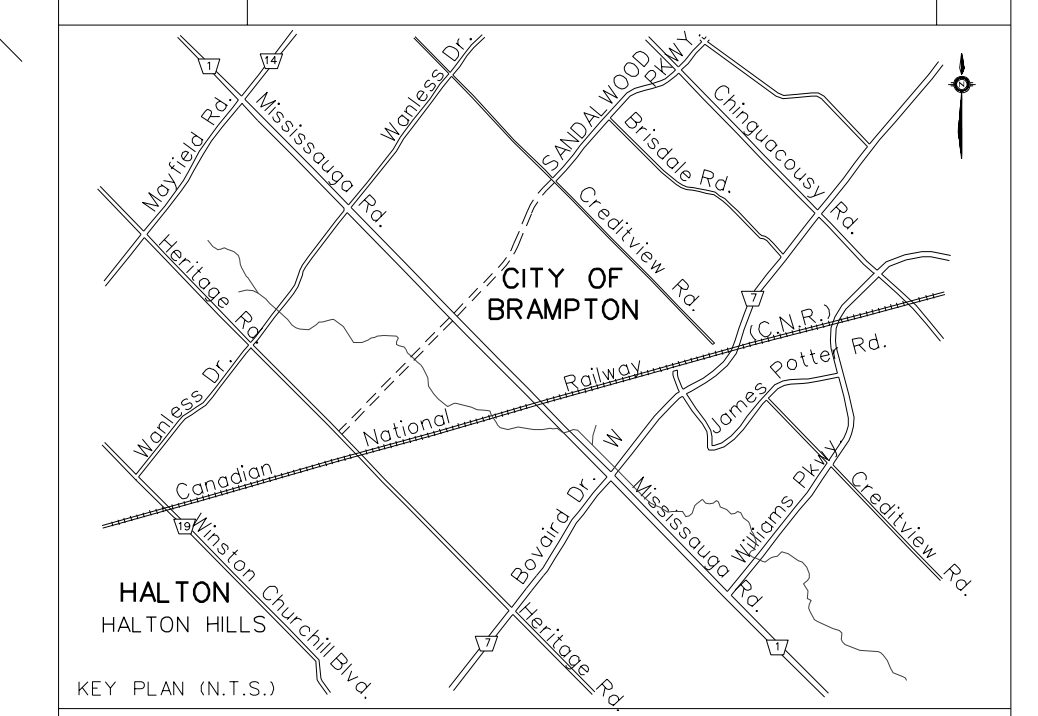 1
14
Mayfield Rd.
Mississauga Rd.
Wanless Dr.
SANDALWOOD PKWY.
Chinguacousy Rd.
Brisdale Rd.
Creditview Rd.
N
Heritage Rd.
CITY OF
BRAMPTON
7
(C.N.R.)
Railway
National
Canadian
James Potter Rd.
Wanless Dr.
W
Bovaird Dr.
Mississauga Rd.
Williams Pkwy
Creditview Rd.
19
Winston Churchill Blvd.
HALTON
HALTON HILLS
7
Heritage Rd.
1
KEY PLAN (N.T.S.)